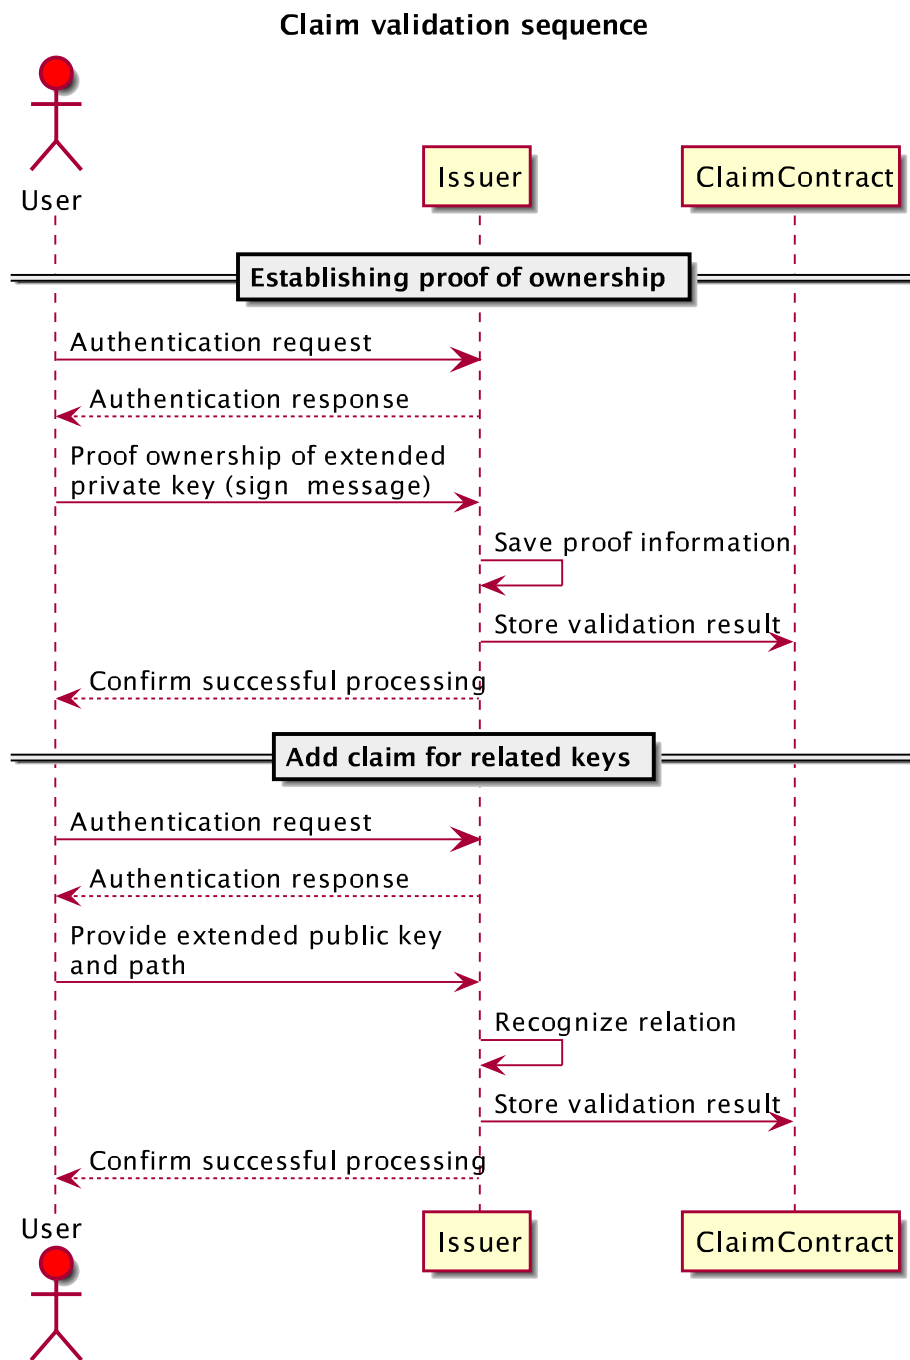 Claim validation sequence
User
Issuer
ClaimContract
Establishing proof of ownership
Authentication request
Authentication response
Proof ownership of extended
private key (sign  message)
Save proof information
Store validation result
Confirm successful processing
Add claim for related keys
Authentication request
Authentication response
Provide extended public key
and path
Recognize relation
Store validation result
Confirm successful processing
User
Issuer
ClaimContract